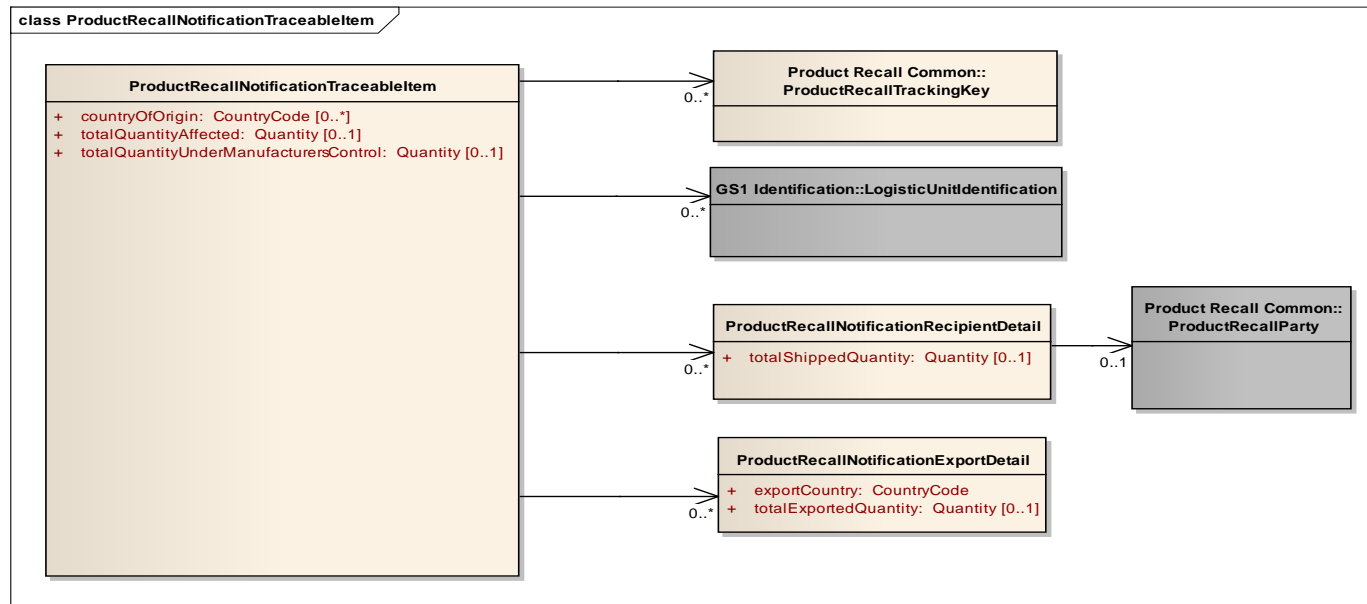 class ProductRecallNotificationTraceableItem
ProductRecallNotificationTraceableItem
+ countryOfOrigin: CountryCode [0..*]
+ totalQuantityAffected: Quantity [0..1]
+ totalQuantityUnderManufacturersControl: Quantity [0..1]
0..*
Product Recall Common::
ProductRecallTrackingKey
0..*
GS1 Identification::LogisticUnitIdentification
0..*
ProductRecallNotificationRecipientDetail
+ totalShippedQuantity: Quantity [0..1]
0..1
Product Recall Common::
ProductRecallParty
0..*
ProductRecallNotificationExportDetail
+ exportCountry: CountryCode
+ totalExportedQuantity: Quantity [0..1]